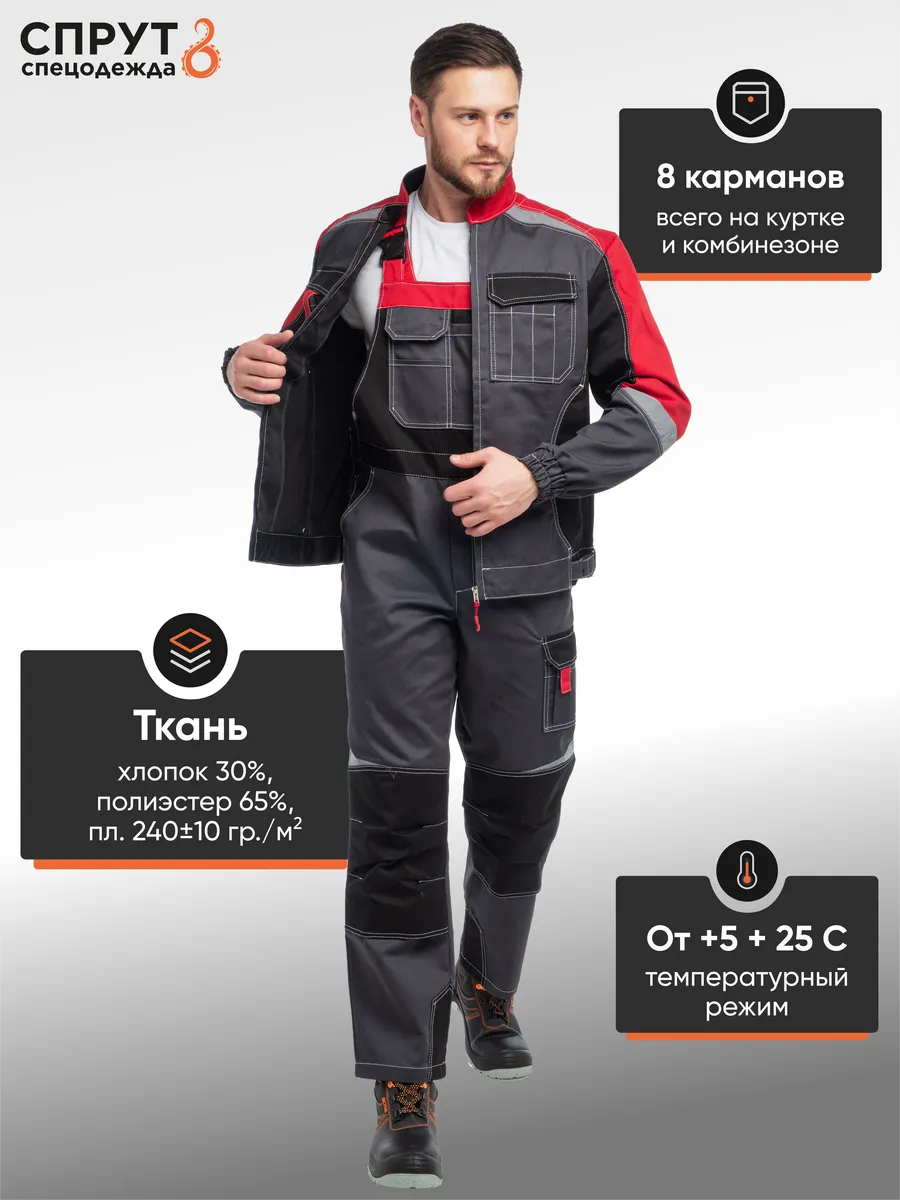 СПРУТ
спецодежда
8 карманов
всего на куртке
и комбинезоне
Ткань
хлопок 30%,
полиэстер 65%,
пл. 240±10 гр./м²
От +5 + 25 С
температурный
режим